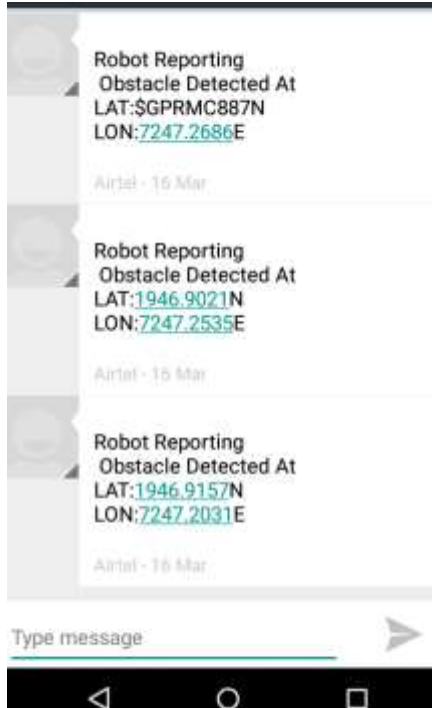 Robot Reporting
Obstacle Detected At
LAT:$GPRMC887N
LON:7247.2686E
Airtel - 16 Mar
Robot Reporting
Obstacle Detected At
LAT:1946.9021N
LON:7247.2535E
Airtel - 16 Mar
Robot Reporting
Obstacle Detected At
LAT:1946.9157N
LON:7247.2031E
Airtel - 16 Mar
Type message